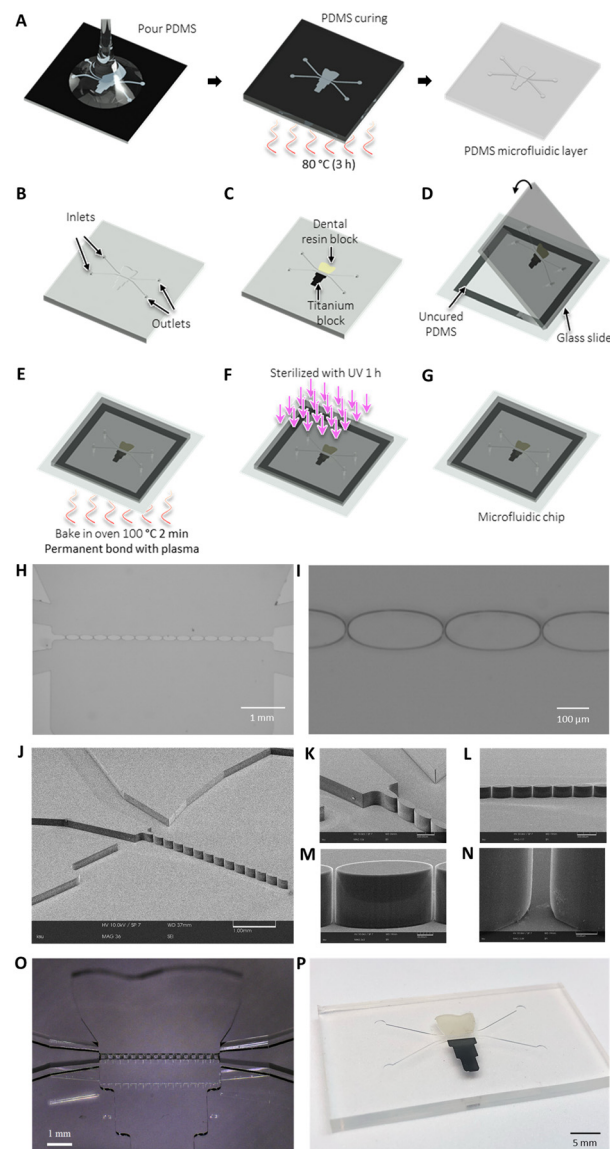 A
Pour PDMS
PDMS curing
80 °C (3 h)
PDMS microfluidic layer
B
Inlets
Outlets
C
Dental
resin block
Titanium
block
D
Uncured
PDMS
Glass slide
E
Bake in oven 100 °C 2 min
Permanent bond with plasma
F
Sterilized with UV 1 h
G
Microfluidic chip
H
1 mm
I
100 µm
J
HV 10.0kV / SP 7 WD 37mm
MAG 36 SEI
1.00mm
K
L
M
N
O
1 mm
P
5 mm